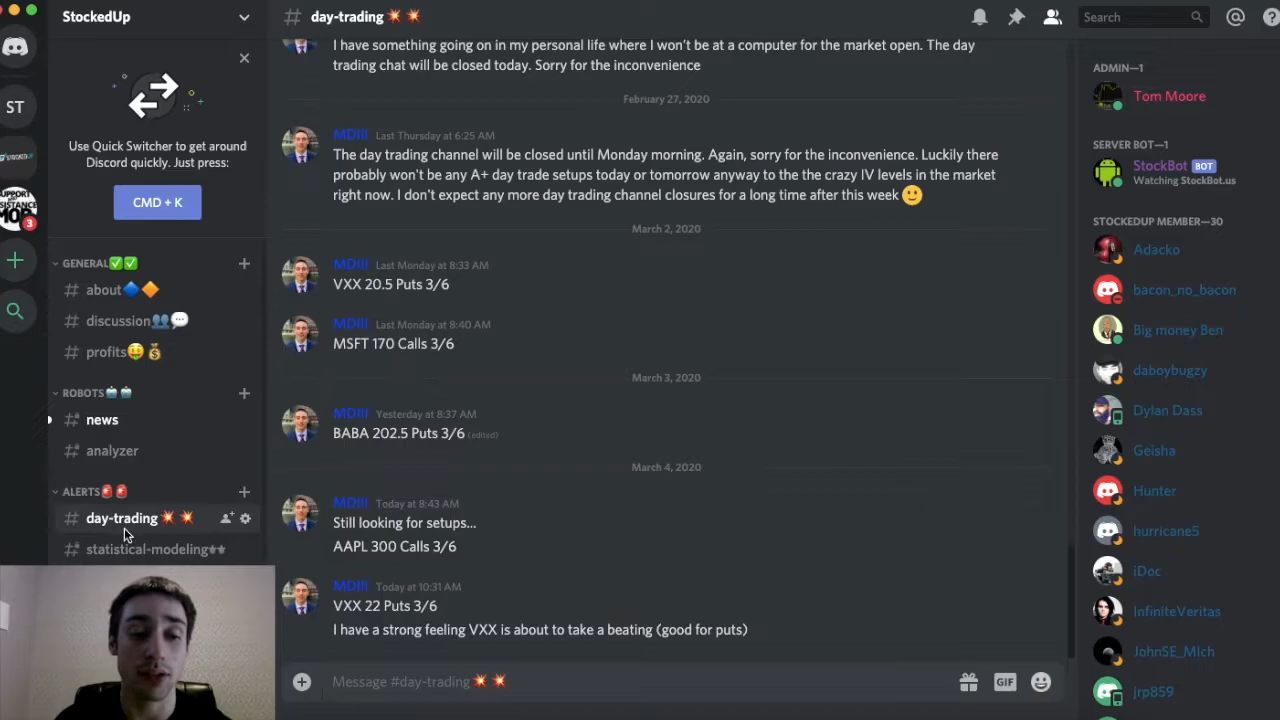 StockedUp
Use Quick Switcher to get around
Discord quickly. Just press:
CMD + K
GENERAL✅✅
# about🔷🔶
# discussion👥💬
# profits🤑💰
ROBOTS🤖🤖
# news
# analyzer
ALERTS🚨🚨
# day-trading💥💥
# statistical-modeling⚜⚜
ST
SUPPORT
MOB
3
# day-trading💥💥
Search
I have something going on in my personal life where I won't be at a computer for the market open. The day
trading chat will be closed today. Sorry for the inconvenience
February 27, 2020
MDIII Last Thursday at 6:25 AM
The day trading channel will be closed until Monday morning. Again, sorry for the inconvenience. Luckily there
probably won't be any A+ day trade setups today or tomorrow anyway to the the crazy IV levels in the market
right now. I don't expect any more day trading channel closures for a long time after this week 🙂
March 2, 2020
MDIII Last Monday at 8:33 AM
VXX 20.5 Puts 3/6
MDIII Last Monday at 8:40 AM
MSFT 170 Calls 3/6
March 3, 2020
MDIII Yesterday at 8:37 AM
BABA 202.5 Puts 3/6 (edited)
March 4, 2020
MDIII Today at 8:43 AM
Still looking for setups...
AAPL 300 Calls 3/6
MDIII Today at 10:31 AM
VXX 22 Puts 3/6
I have a strong feeling VXX is about to take a beating (good for puts)
Message #day-trading💥💥
GIF
ADMIN—1
Tom Moore
SERVER BOT—1
StockBot BOT
Watching StockBot.us
STOCKEDUP MEMBER—30
Adacko
bacon_no_bacon
Big money Ben
daboybugzy
Dylan Dass
Geisha
Hunter
hurricane5
iDoc
InfiniteVeritas
JohnSE_MIch
jrp859